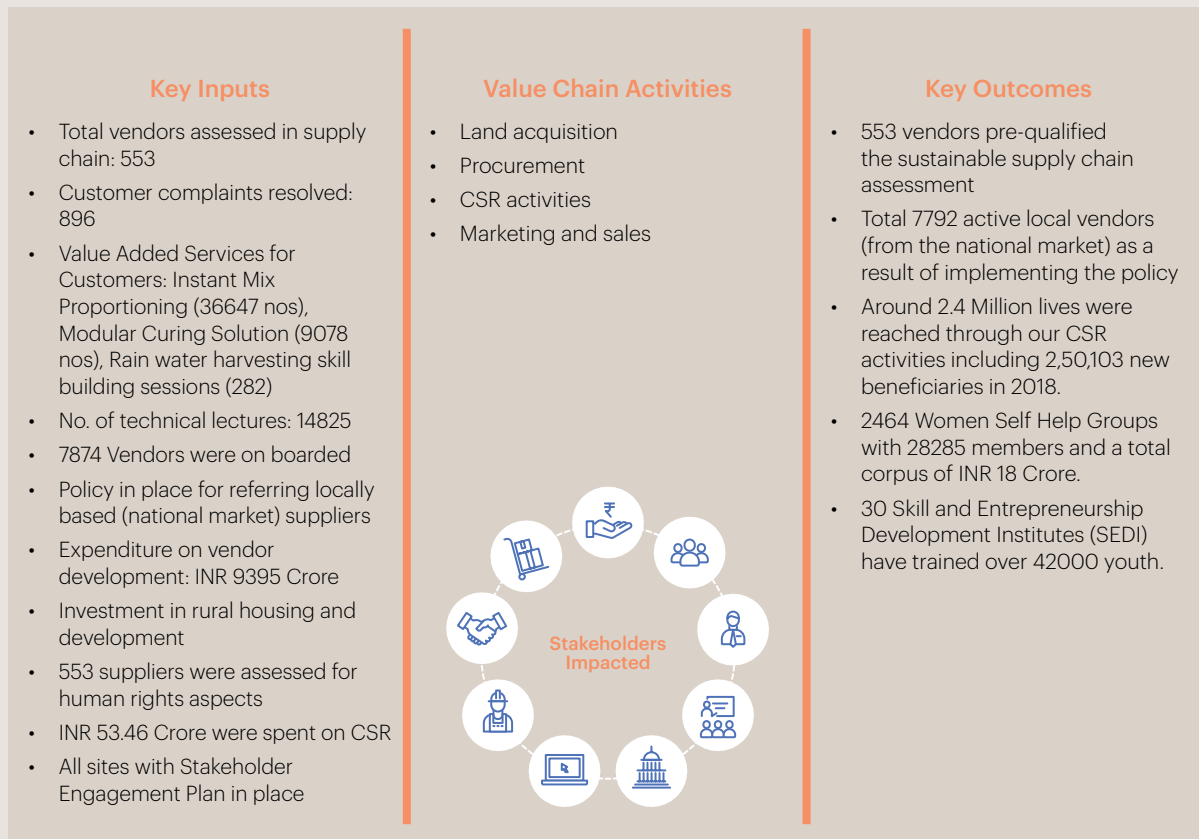 Key Inputs
• Total vendors assessed in supply
chain: 553
• Customer complaints resolved:
896
• Value Added Services for
Customers: Instant Mix
Proportioning (36647 nos),
Modular Curing Solution (9078
nos), Rain water harvesting skill
building sessions (282)
• No. of technical lectures: 14825
• 7874 Vendors were on boarded
• Policy in place for referring locally
based (national market) suppliers
• Expenditure on vendor
development: INR 9395 Crore
• Investment in rural housing and
development
• 553 suppliers were assessed for
human rights aspects
• INR 53.46 Crore were spent on CSR
• All sites with Stakeholder
Engagement Plan in place
Value Chain Activities
• Land acquisition
• Procurement
• CSR activities
• Marketing and sales
₹
Stakeholders
Impacted
Key Outcomes
• 553 vendors pre-qualified
the sustainable supply chain
assessment
• Total 7792 active local vendors
(from the national market) as a
result of implementing the policy
• Around 2.4 Million lives were
reached through our CSR
activities including 2,50,103 new
beneficiaries in 2018.
• 2464 Women Self Help Groups
with 28285 members and a total
corpus of INR 18 Crore.
• 30 Skill and Entrepreneurship
Development Institutes (SEDI)
have trained over 42000 youth.